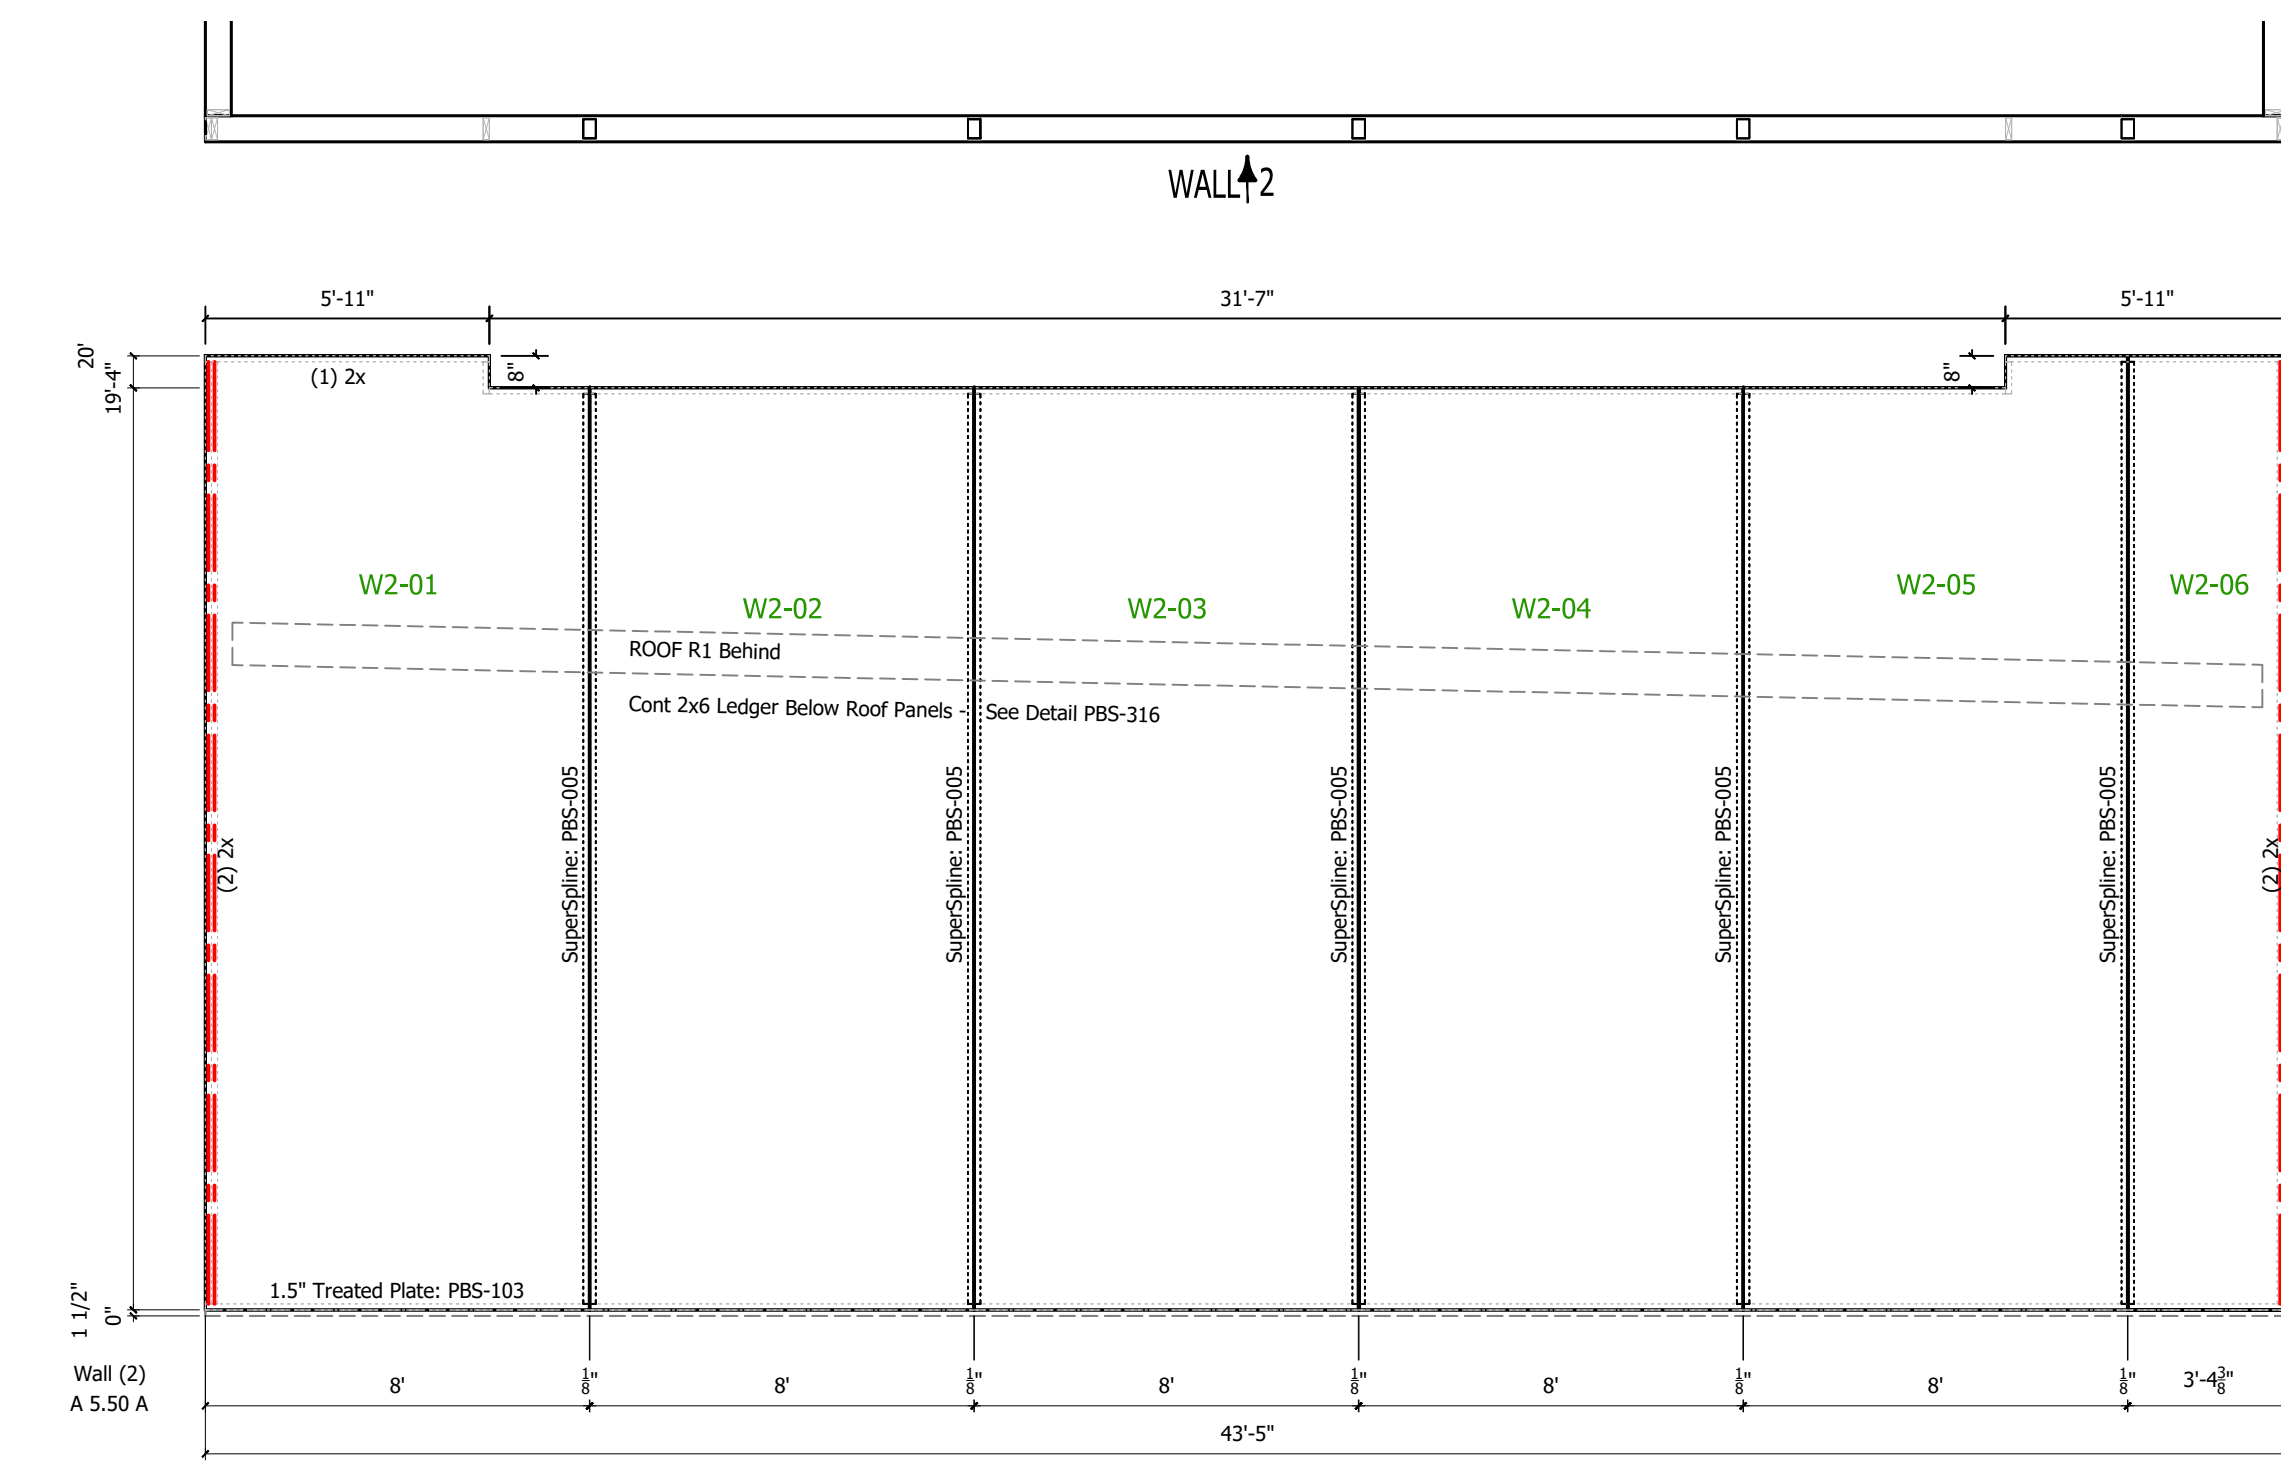 WALL 2
5'-11"
31'-7"
5'-11"
20'
19'-4"
(1) 2x
8"
8"
W2-01
W2-02
W2-03
W2-04
W2-05
W2-06
ROOF R1 Behind
Cont 2x6 Ledger Below Roof Panels - See Detail PBS-316
(2) 2x
SuperSpline: PBS-005
SuperSpline: PBS-005
SuperSpline: PBS-005
SuperSpline: PBS-005
SuperSpline: PBS-005
(2) 2x
1.5" Treated Plate: PBS-103
1 1/2"
0"
Wall (2)
A 5.50 A
8'
1/8"
8'
1/8"
8'
1/8"
8'
1/8"
8'
1/8"
3'-4 3/8"
43'-5"